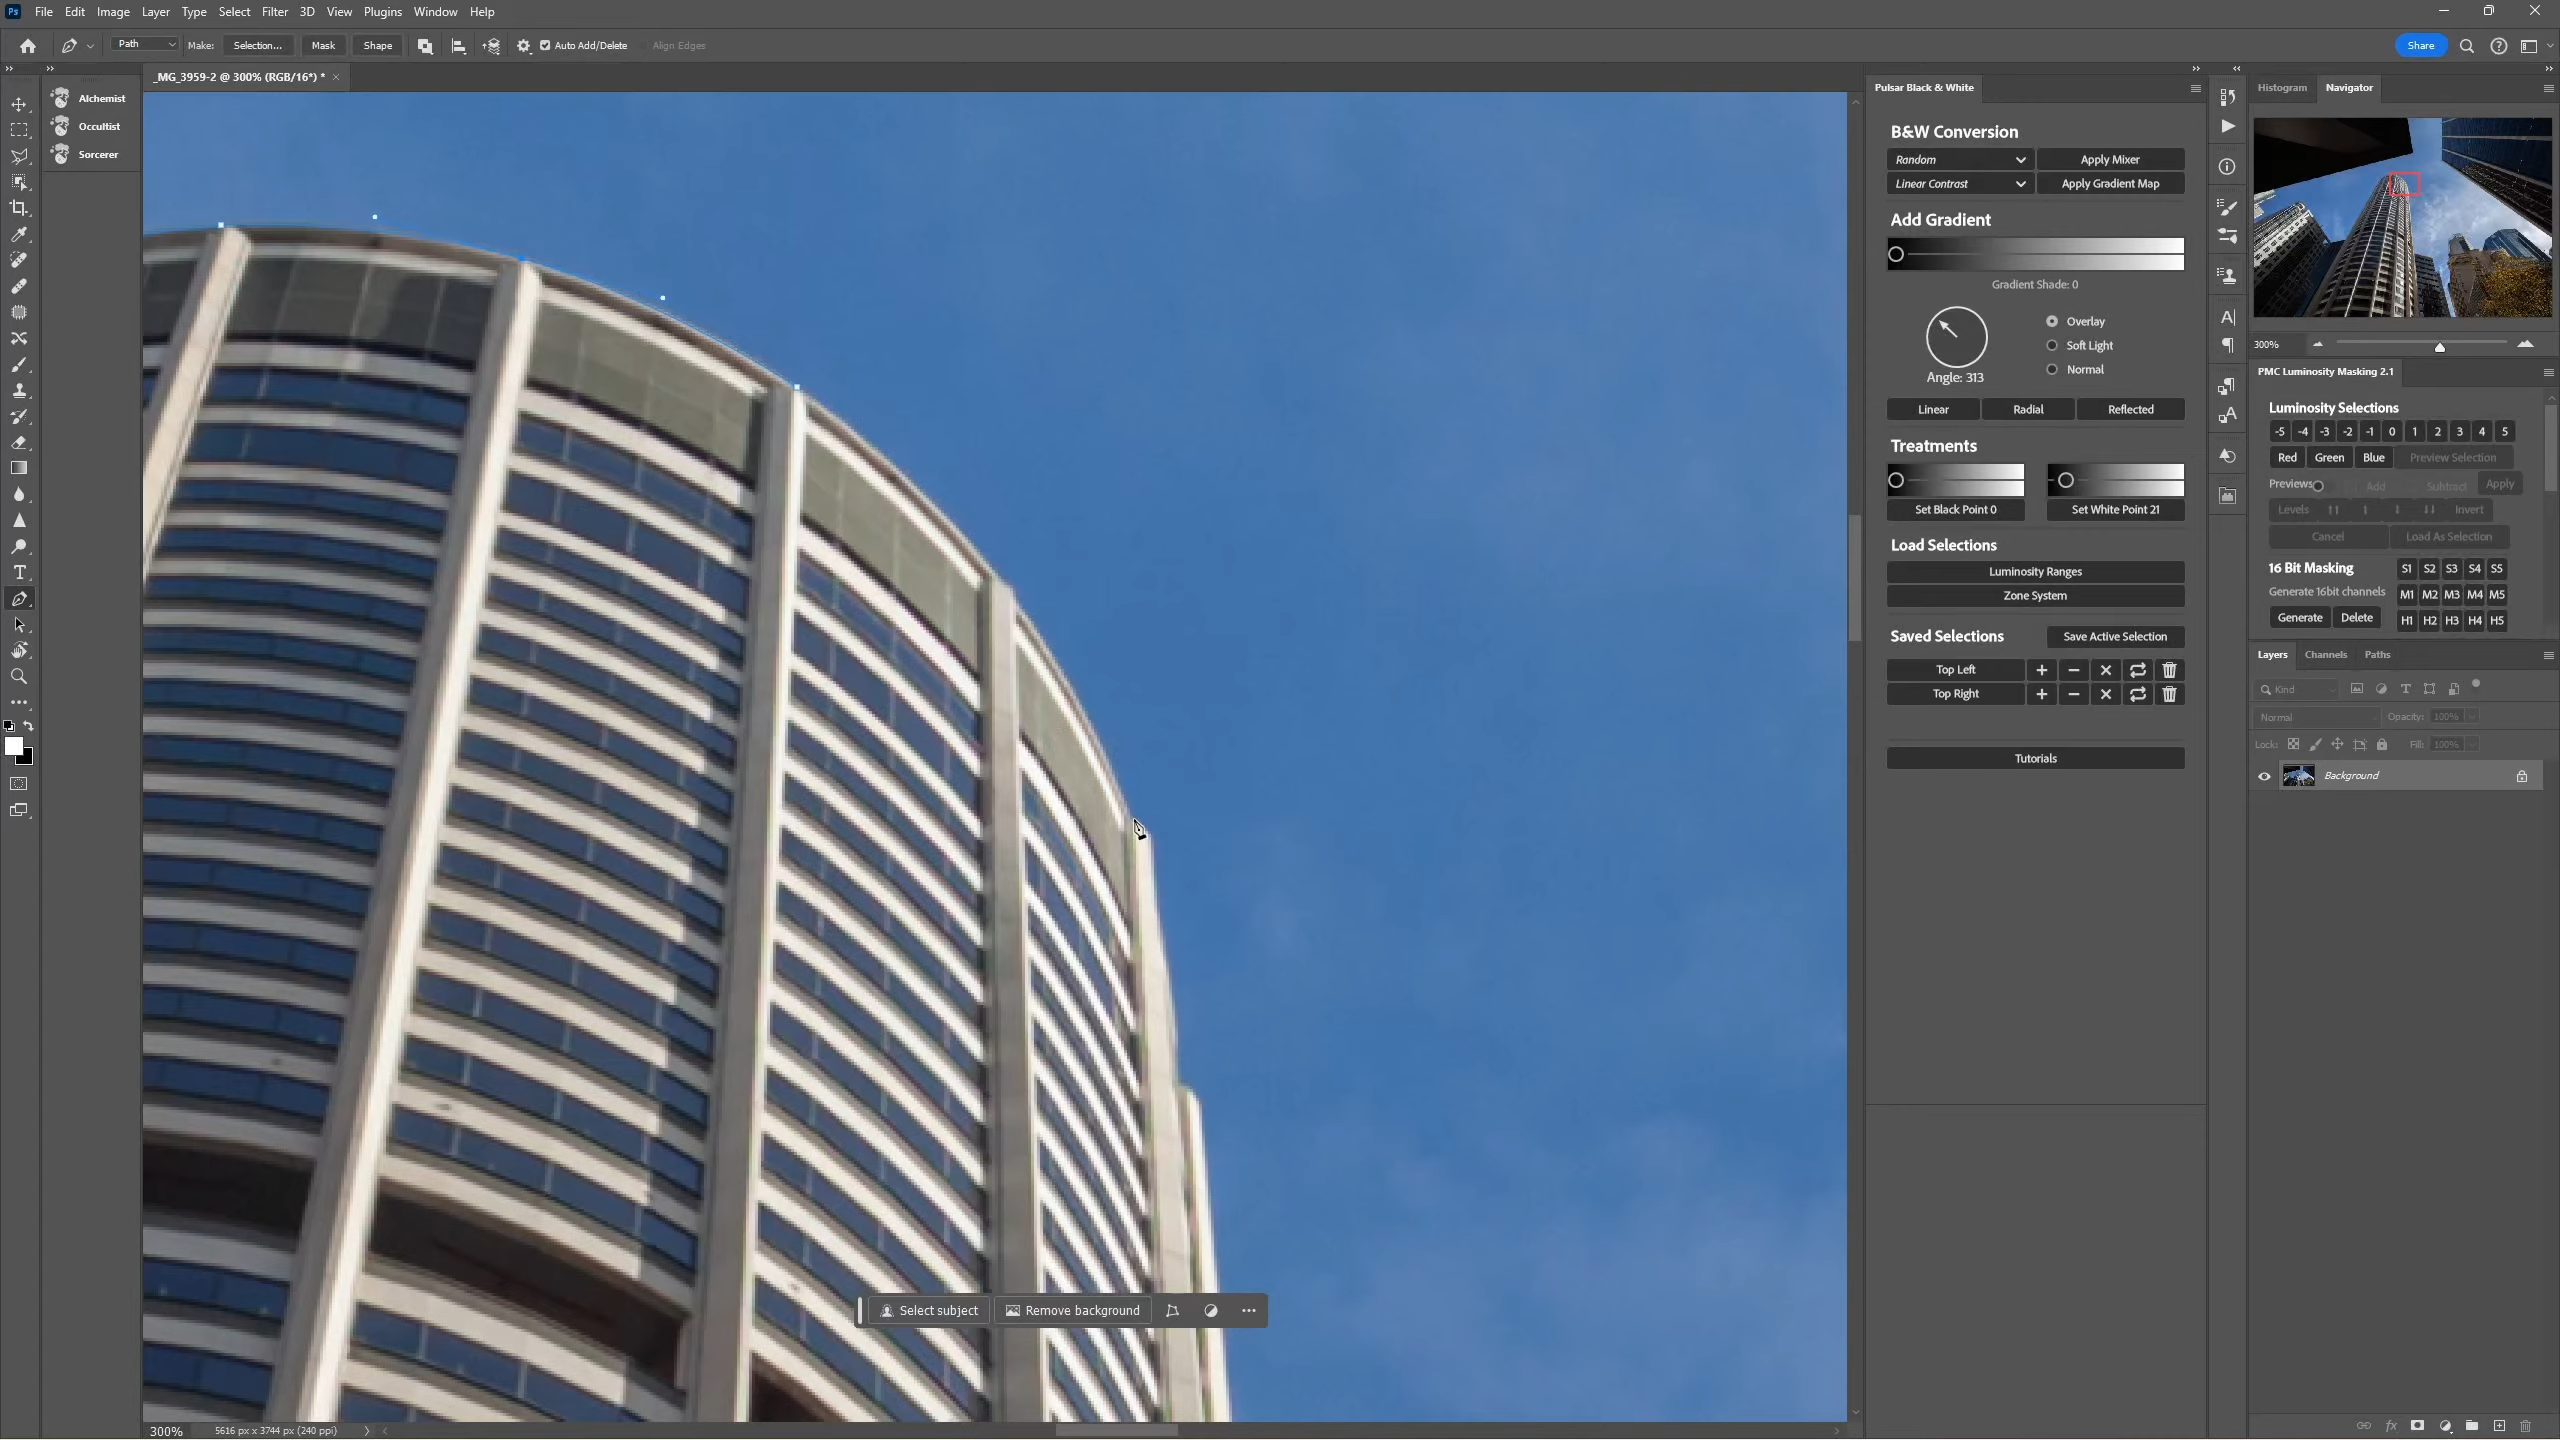 Ps File Edit Image Layer Type Select Filter 3D View Plugins Window Help
Path Make: Selection... Mask Shape Auto Add/Delete Align Edges Share
_MG_3959-2 @ 300% (RGB/16*) *
Alchemist
Occultist
Sorcerer
Select subject Remove background
300% 5616 px x 3744 px (240 ppi)
Pulsar Black & White
B&W Conversion
Random Apply Mixer
Linear Contrast Apply Gradient Map
Add Gradient
Gradient Shade: 0
Overlay
Soft Light
Normal
Angle: 313
Linear Radial Reflected
Treatments
Set Black Point 0 Set White Point 21
Load Selections
Luminosity Ranges
Zone System
Saved Selections Save Active Selection
Top Left
Top Right
Tutorials
Histogram Navigator
300%
PMC Luminosity Masking 2.1
Luminosity Selections
-5 -4 -3 -2 -1 0 1 2 3 4 5
Red Green Blue Preview Selection
Previews Add Subtract Apply
Levels Invert
Cancel Load As Selection
16 Bit Masking S1 S2 S3 S4 S5
Generate 16bit channels M1 M2 M3 M4 M5
Generate Delete H1 H2 H3 H4 H5
Layers Channels Paths
Kind
Normal Opacity: 100%
Lock: Fill: 100%
Background